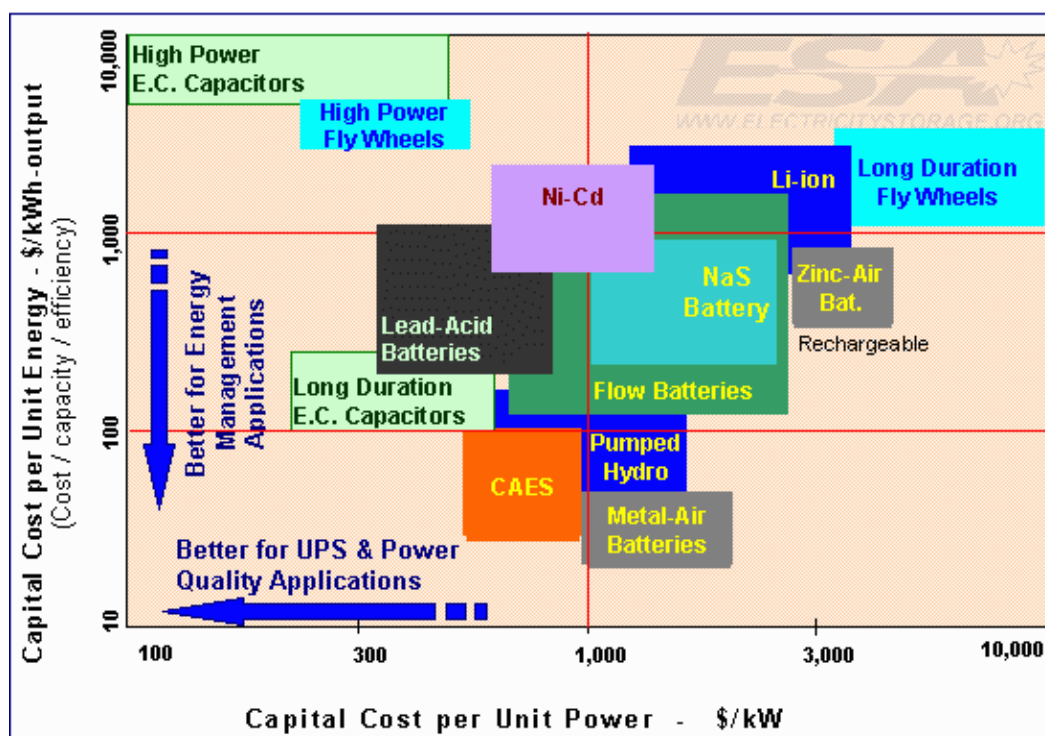 High Power
E.C. Capacitors
ESA
WWW.ELECTRICITYSTORAGE.ORG
High Power
Fly Wheels
Li-ion
Long Duration
Fly Wheels
Ni-Cd
NaS
Battery
Zinc-Air
Bat.
Rechargeable
Lead-Acid
Batteries
Flow Batteries
Long Duration
E.C. Capacitors
Pumped
Hydro
CAES
Metal-Air
Batteries
Better for Energy
Management
Applications
Better for UPS & Power
Quality Applications
10,000
1,000
100
10
Capital Cost per Unit Energy - $/kWh-output
(Cost / capacity / efficiency)
100
300
1,000
3,000
10,000
Capital Cost per Unit Power - $/kW